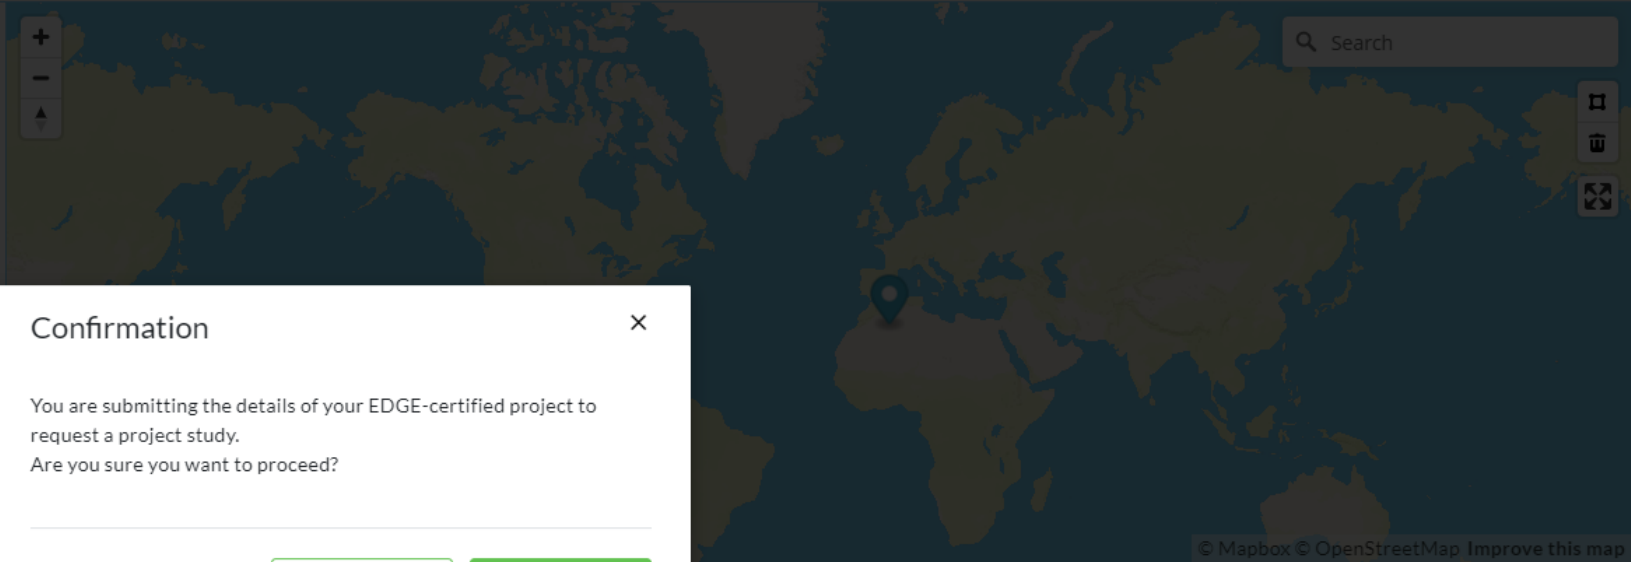 Search
Confirmation
You are submitting the details of your EDGE-certified project to
request a project study.
Are you sure you want to proceed?
© Mapbox © OpenStreetMap Improve this map